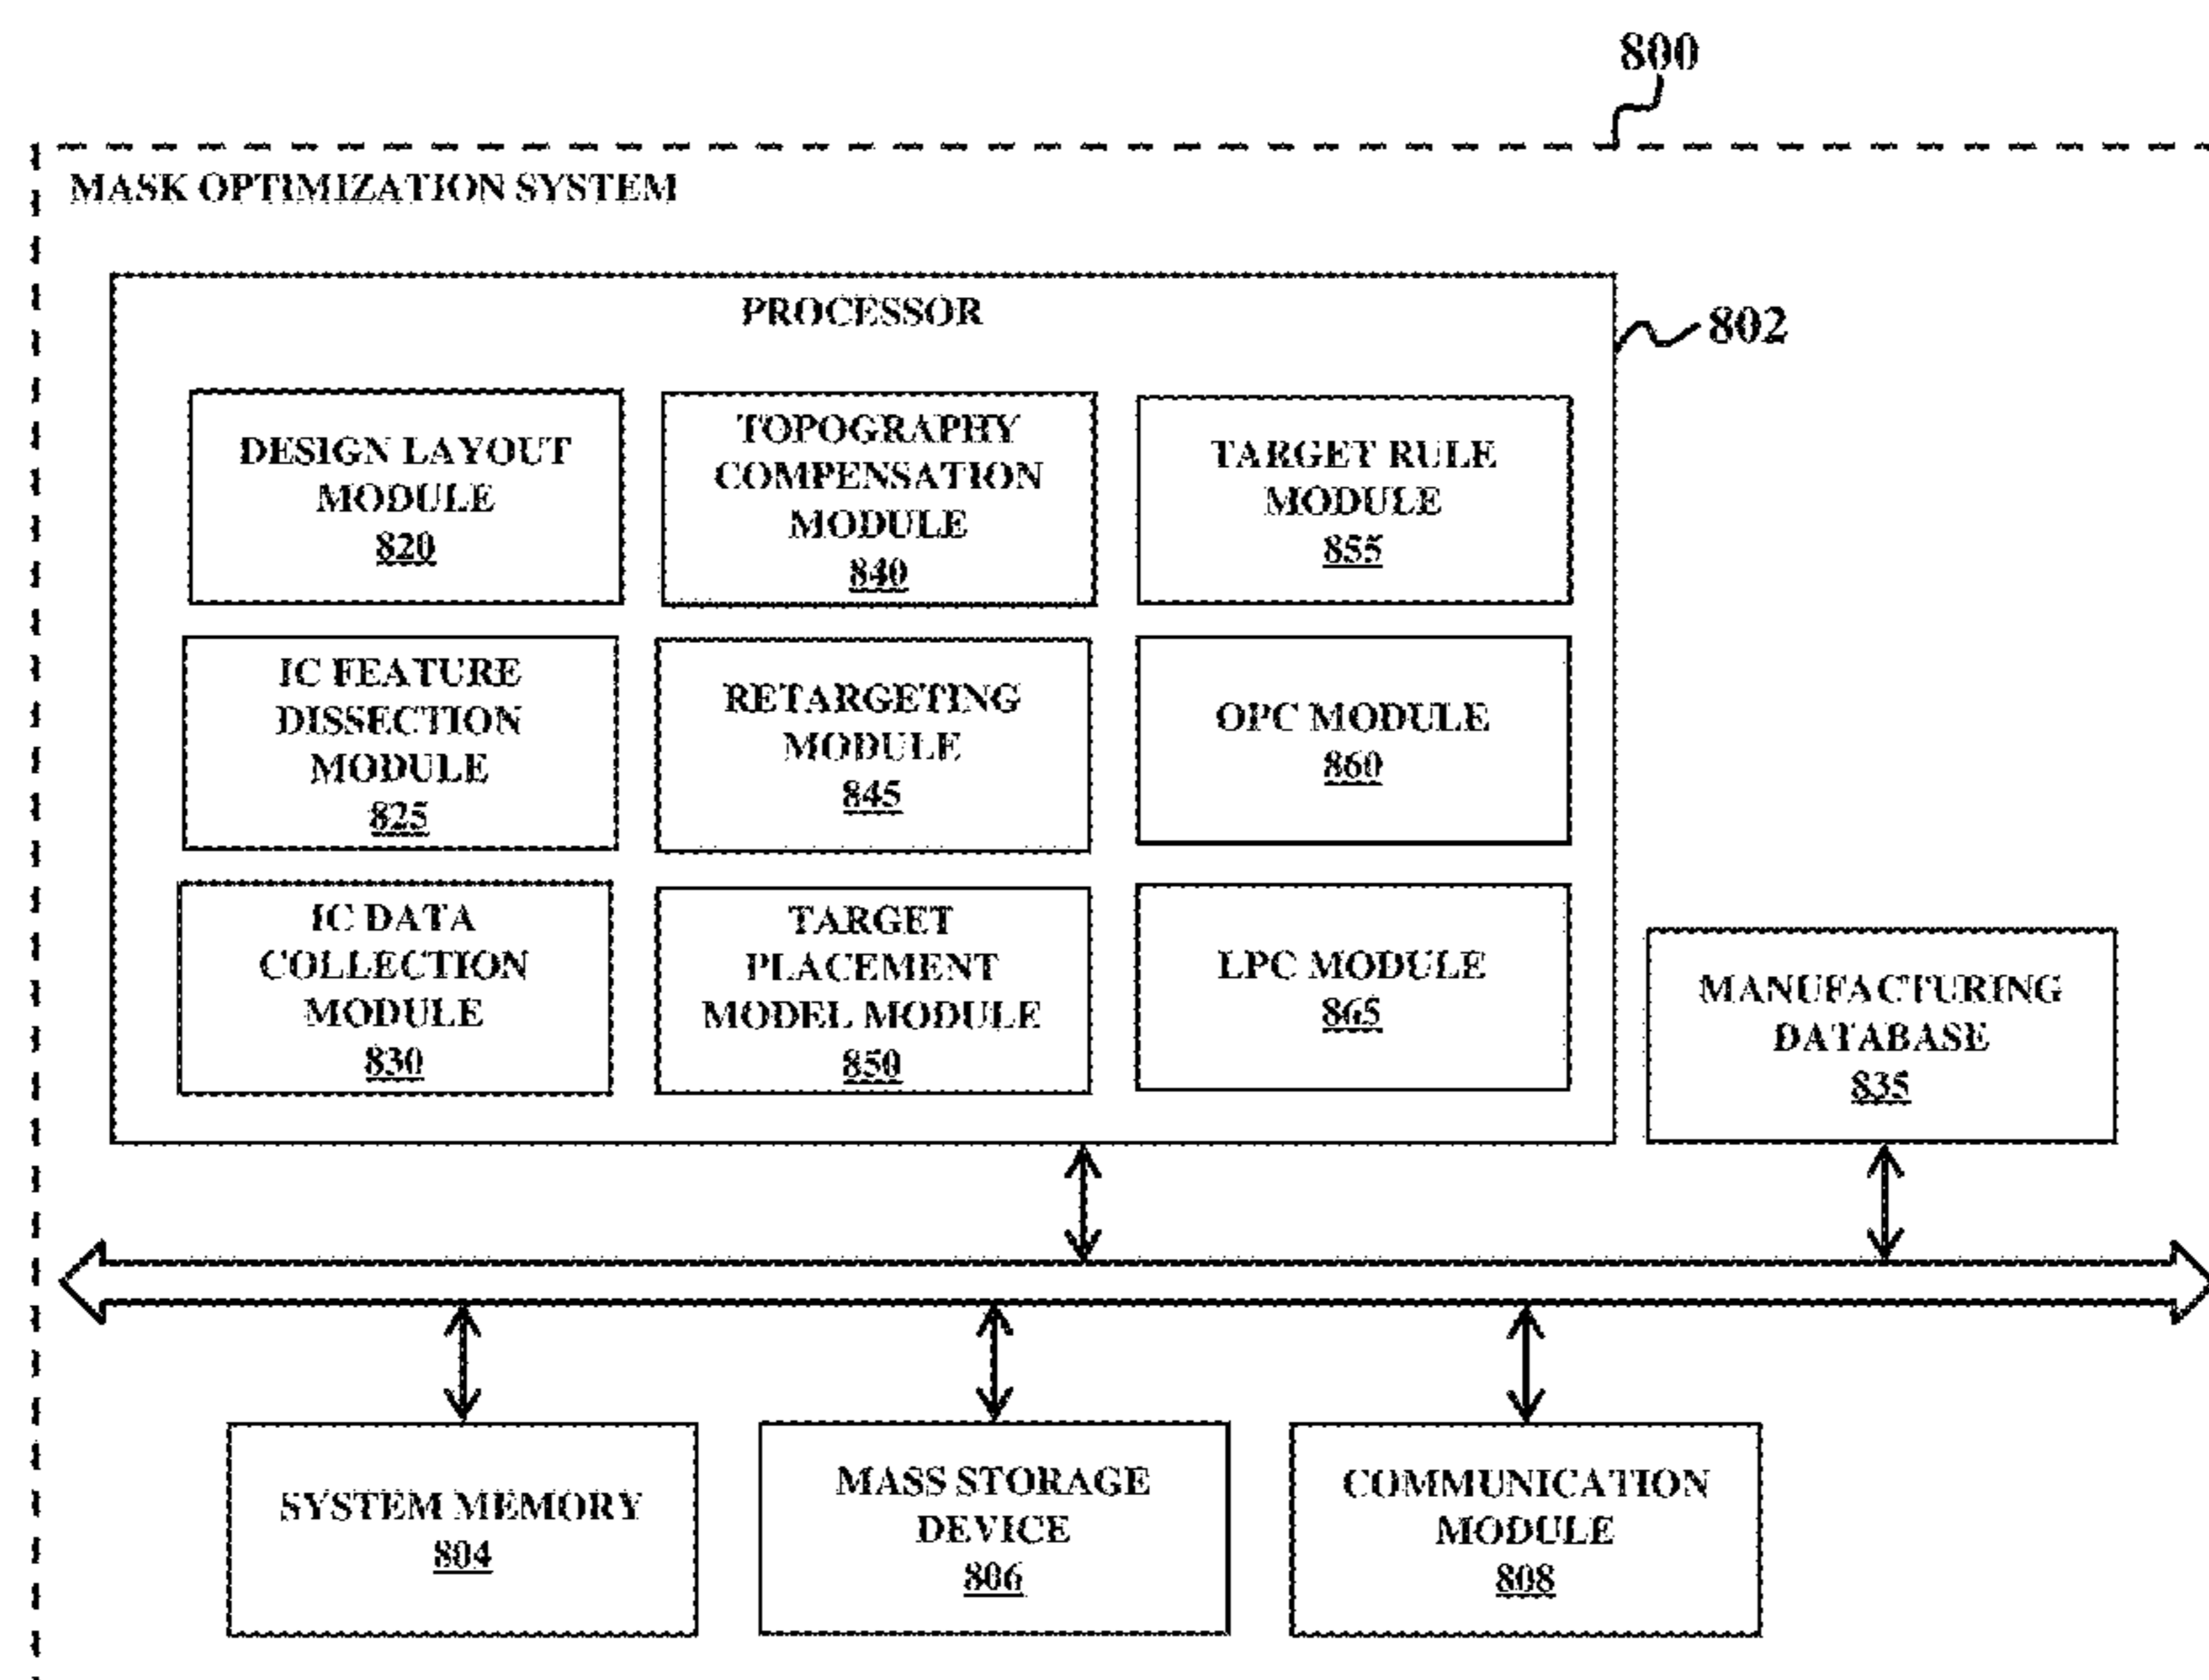 800
MASK OPTIMIZATION SYSTEM
PROCESSOR
802
DESIGN LAYOUT
MODULE
820
TOPOGRAPHY
COMPENSATION
MODULE
840
TARGET RULE
MODULE
855
IC FEATURE
DISSECTION
MODULE
825
RETARGETING
MODULE
845
OPC MODULE
860
IC DATA
COLLECTION
MODULE
830
TARGET
PLACEMENT
MODEL MODULE
850
LPC MODULE
865
MANUFACTURING
DATABASE
835
SYSTEM MEMORY
804
MASS STORAGE
DEVICE
806
COMMUNICATION
MODULE
808